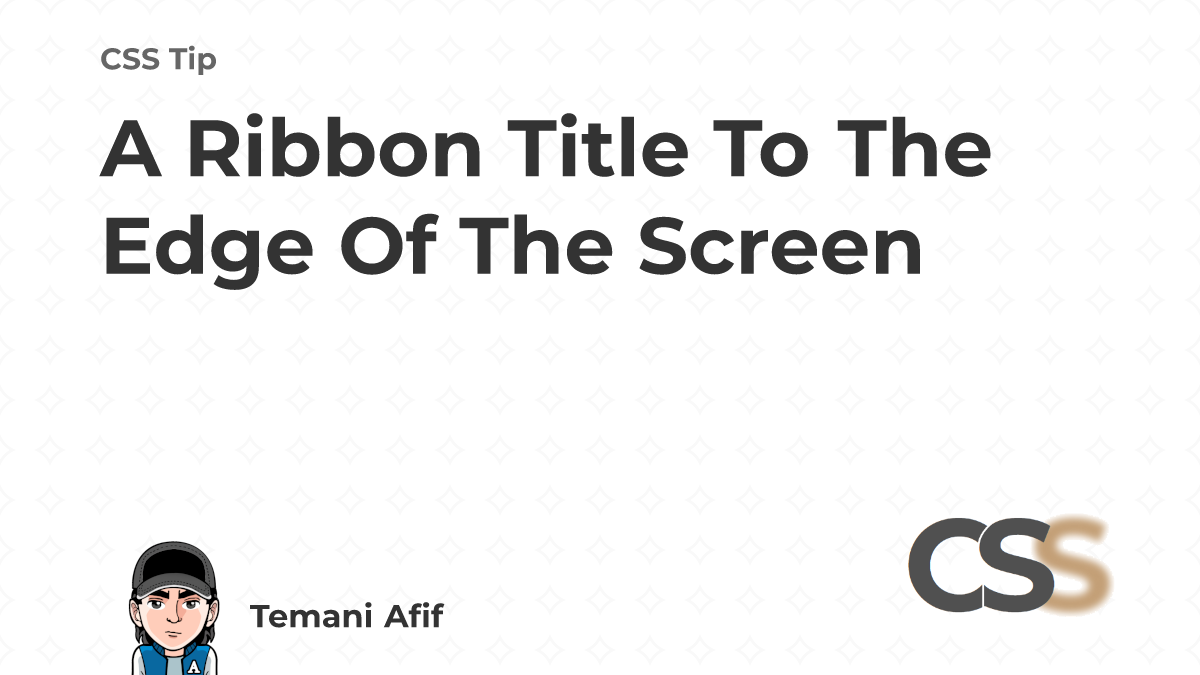 CSS Tip
A Ribbon Title To The
Edge Of The Screen
A
Temani Afif
CSS